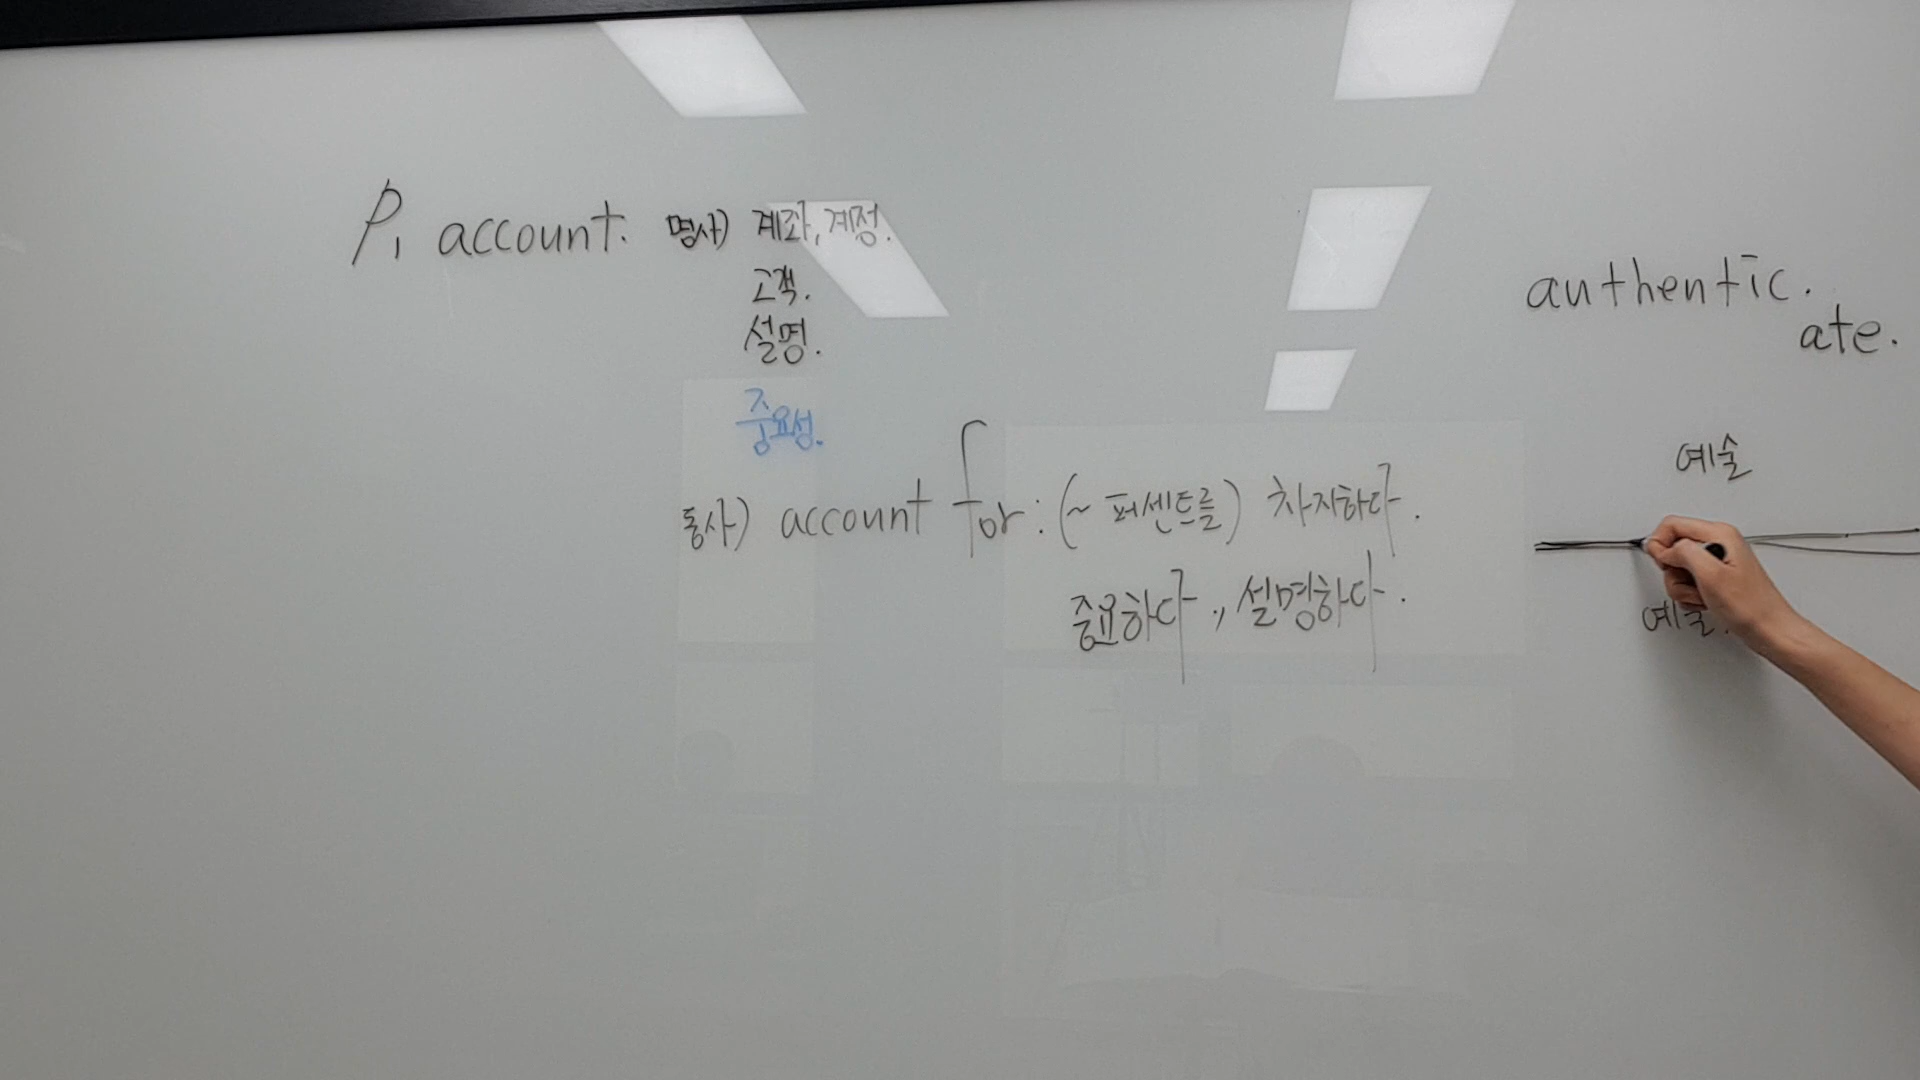 P, account. 명사) 계좌, 계정.
고객.
설명.
중요성.
동사) account for : (~ 퍼센트를) 차지하다.
중요하다, 설명하다.
authentic.
ate.
예술
예술.